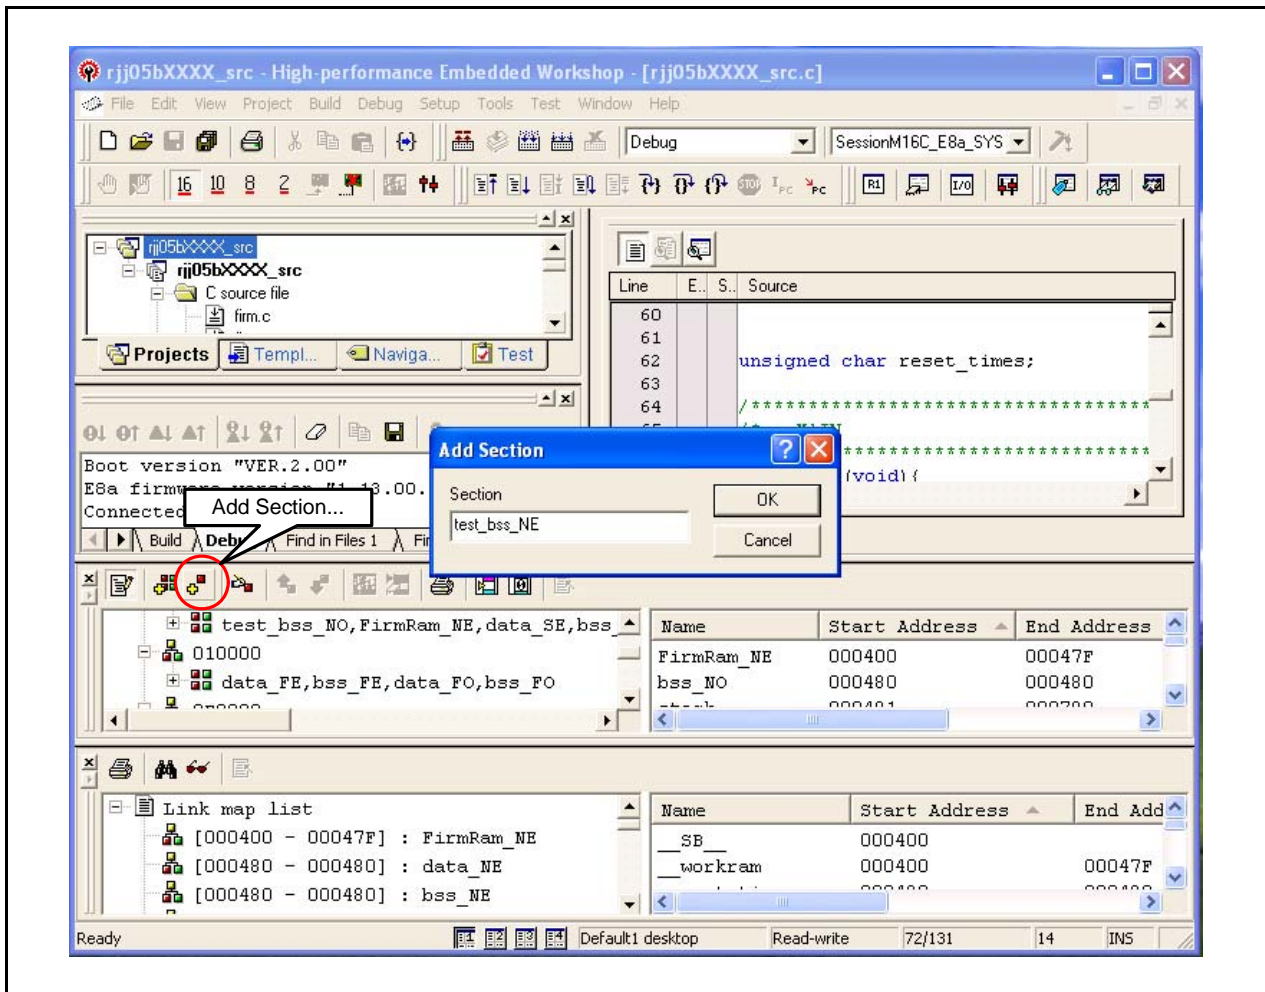 rjj05bXXXX_src - High-performance Embedded Workshop - [rjj05bXXXX_src.c]
File Edit View Project Build Debug Setup Tools Test Window Help
Debug SessionM16C_E8a_SYS
16 10 8 2 STOP PC PC R1 I/O
rjj05bXXXX_src
rjj05bXXXX_src
C source file
firm.c
Projects Templ... Naviga... Test
Line E.. S.. Source
60
61
62 unsigned char reset_times;
63
64 /***********************************
(void){
Boot version "VER.2.00"
Connected
Add Section...
Build Debu Find in Files 1
Add Section
Section
test_bss_NE
OK
Cancel
test_bss_NO,FirmRam_NE,data_SE,bss_
010000
data_FE,bss_FE,data_FO,bss_FO
Name Start Address End Address
FirmRam_NE 000400 00047F
bss_NO 000480 000480
Link map list
[000400 - 00047F] : FirmRam_NE
[000480 - 000480] : data_NE
[000480 - 000480] : bss_NE
Name Start Address End Add
__SB__ 000400
__workram 000400 00047F
Ready 1 2 3 4 Default1 desktop Read-write 72/131 14 INS